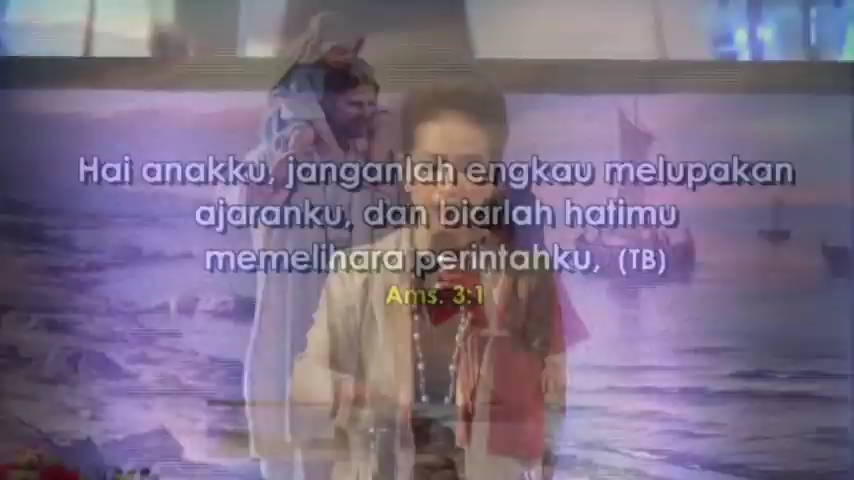 Hai anakku, janganlah engkau melupakan
ajaranku, dan biarlah hatimu
memelihara perintahku, (TB)
Ams. 3:1